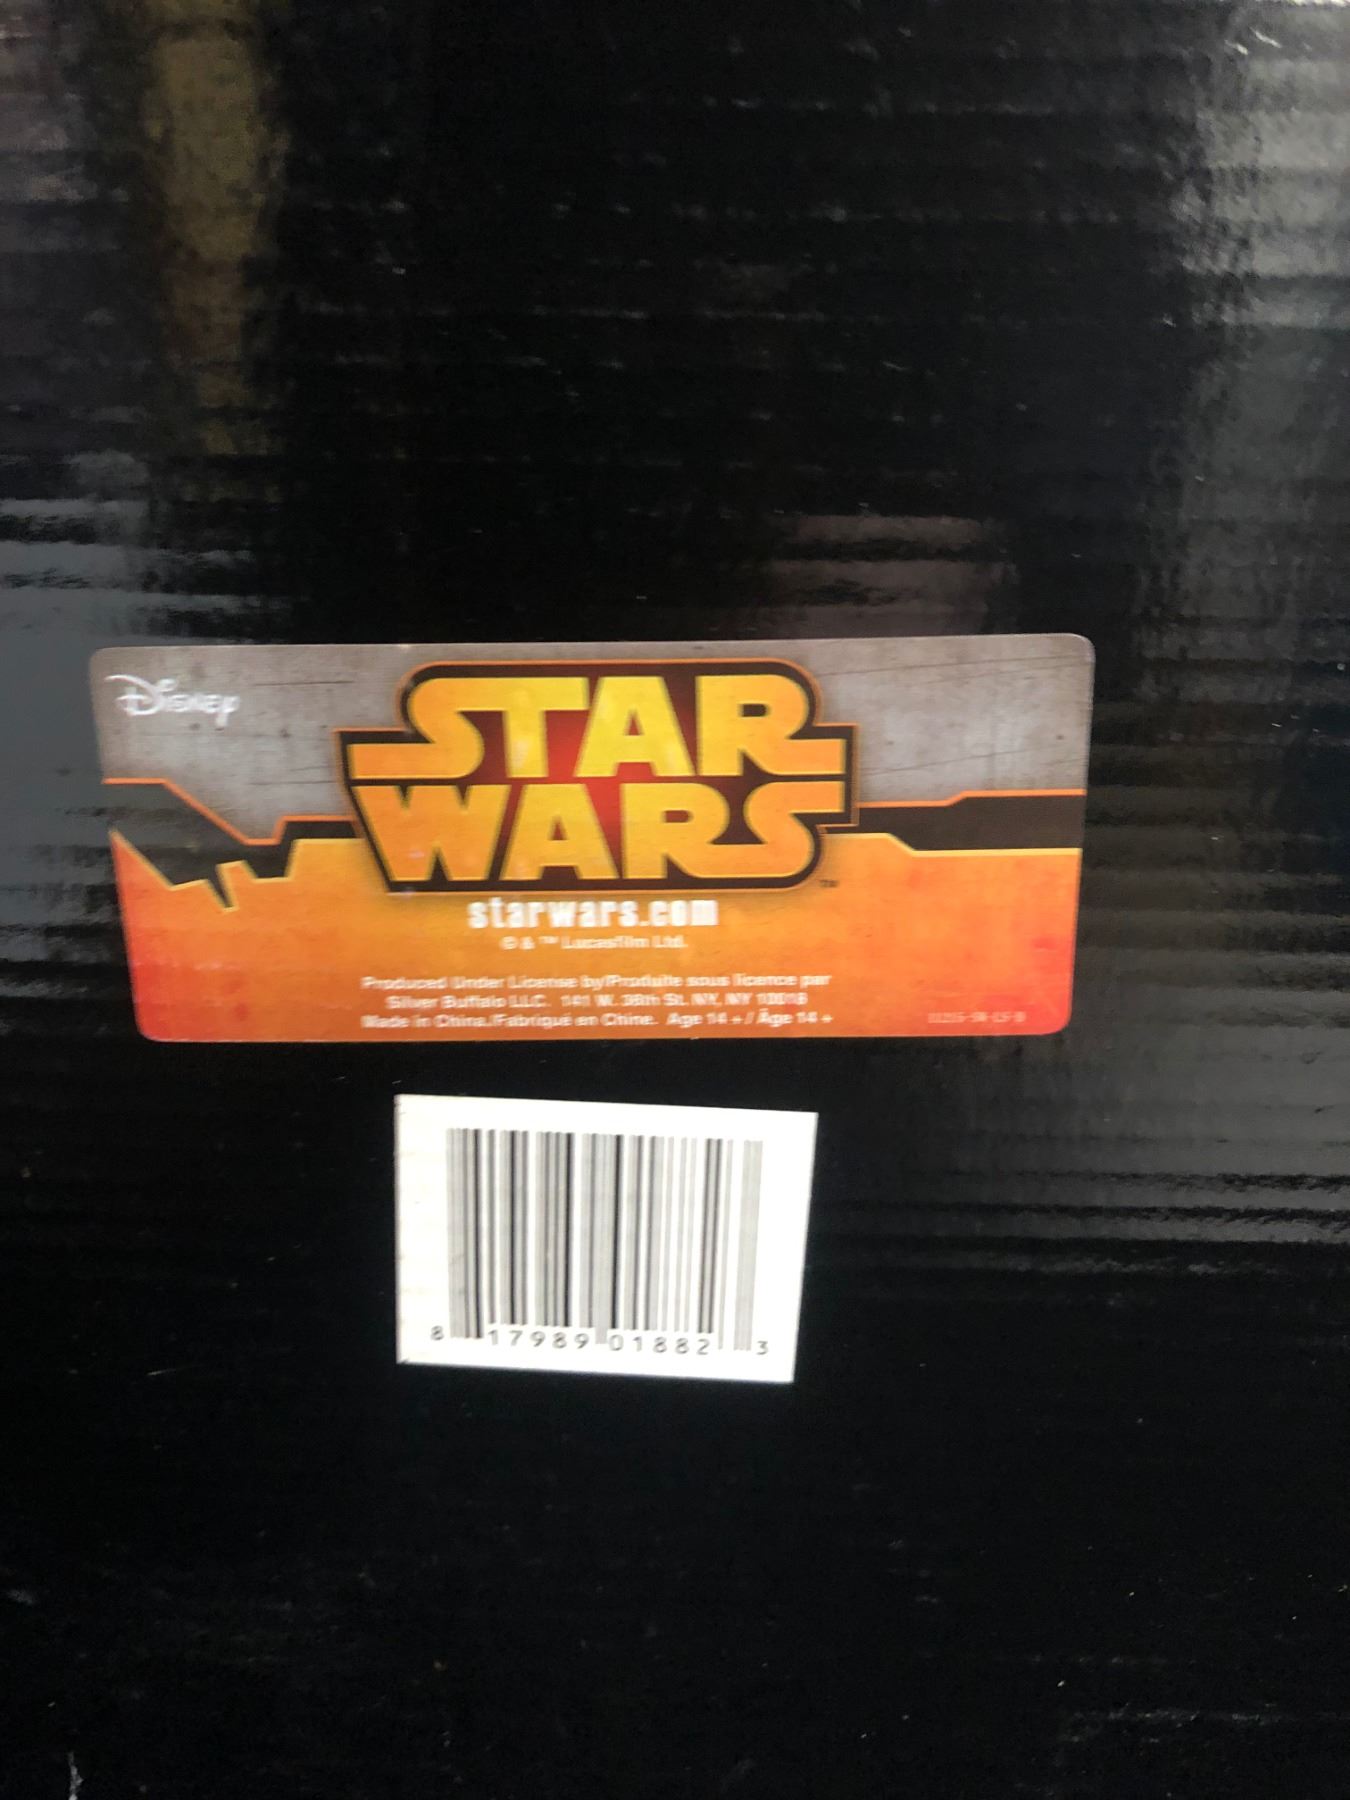 Disney
STAR
WARS
™
starwars.com
© & ™ Lucasfilm Ltd.
Produced Under License by/Produite sous licence par
Silver Buffalo LLC. 141 W. 36th St. NY, NY 10018
Made in China./Fabriqué en Chine. Age 14 + / Âge 14 +
8 17989 01882 3